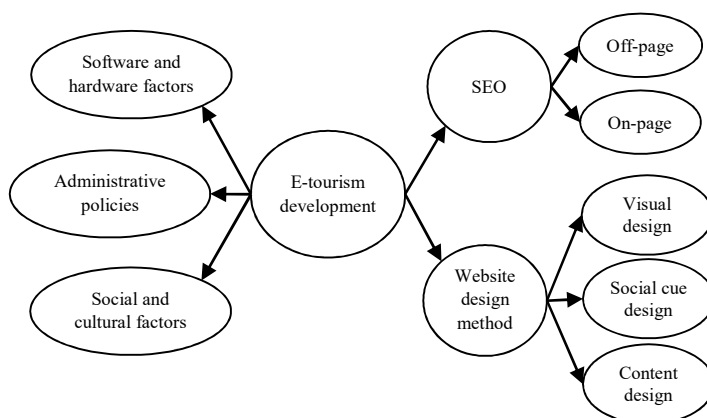 Software and
hardware factors
Administrative
policies
Social and
cultural factors
E-tourism
development
SEO
Off-page
On-page
Website
design
method
Visual
design
Social cue
design
Content
design